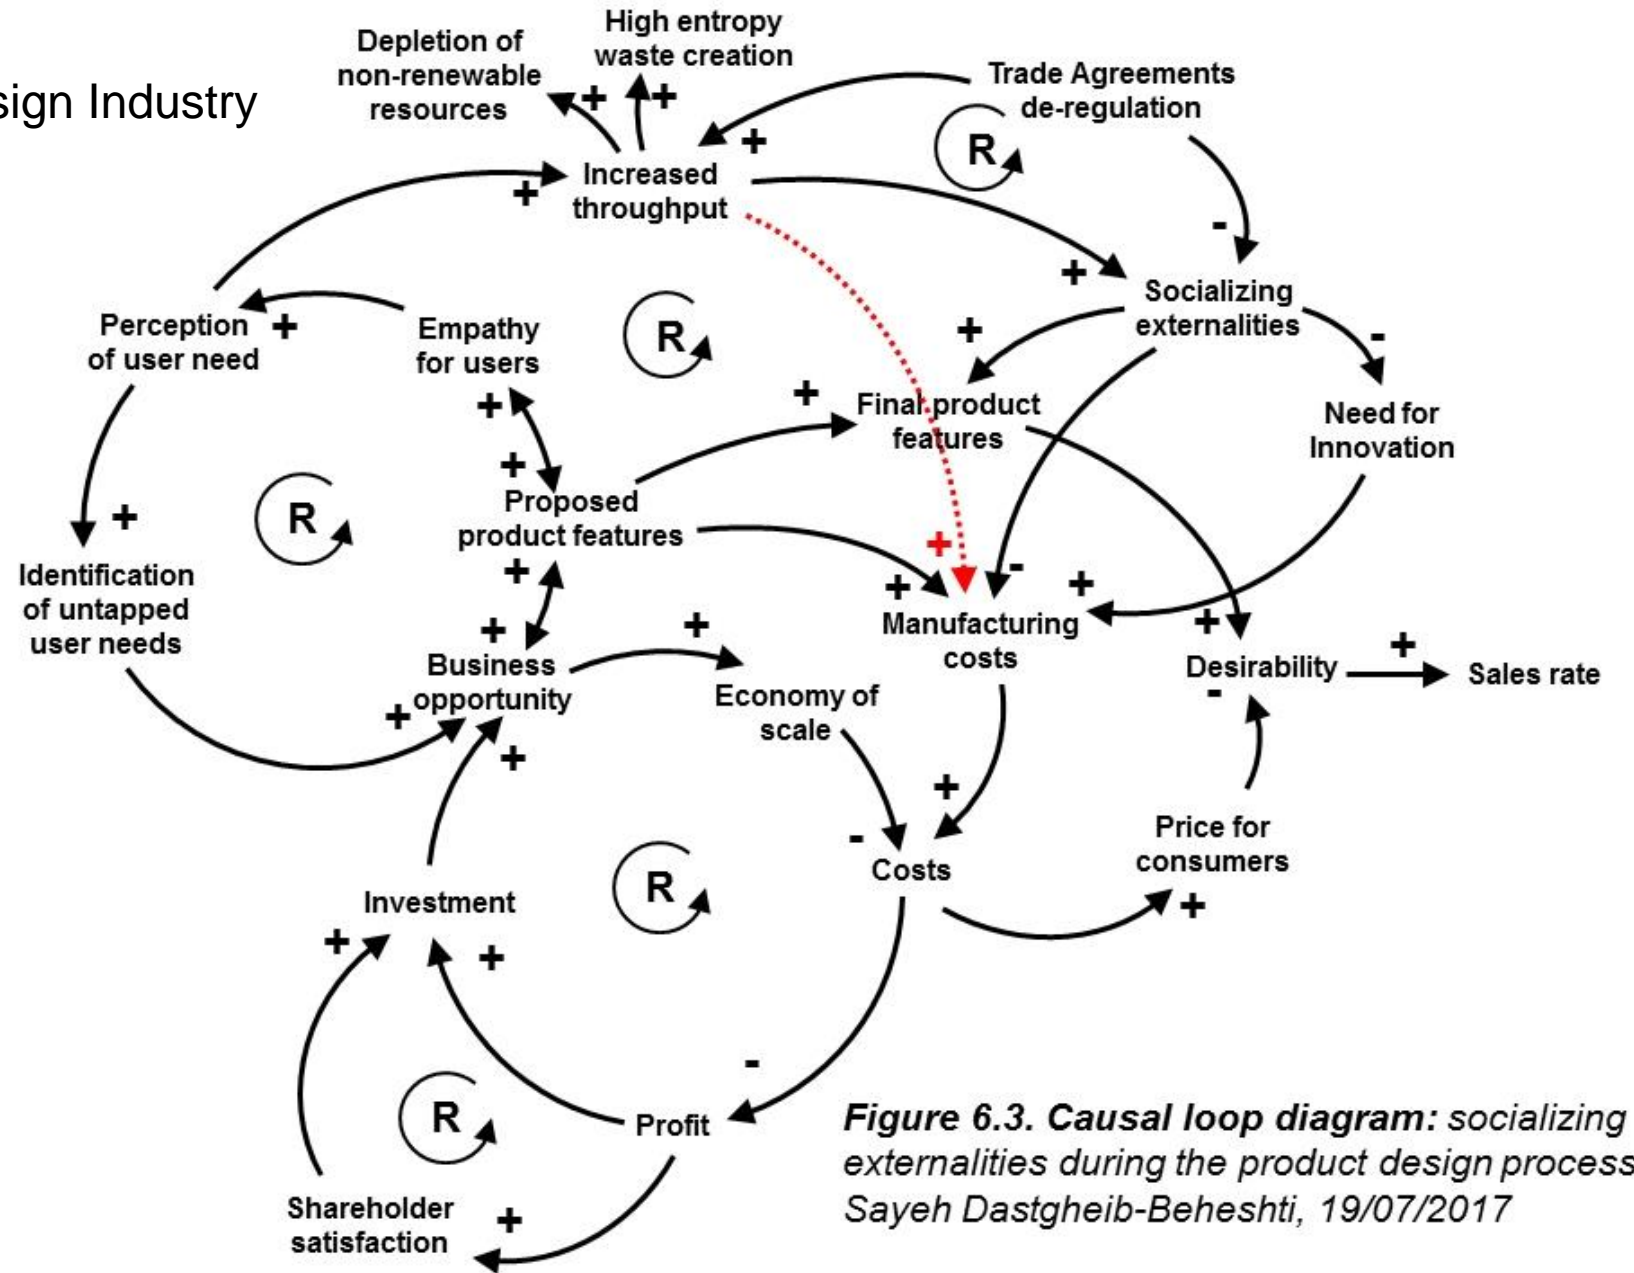 sign Industry
High entropy
waste creation
Depletion of
non-renewable
resources
+
+
Trade Agreements
de-regulation
+
R
Increased
throughput
+
-
+
Socializing
externalities
Perception
of user need
+
Empathy
for users
R
+
-
+
+
Final product
features
Need for
Innovation
+
Proposed
product features
R
+
+
+
-
+
+
Identification
of untapped
user needs
+
Business
opportunity
+
+
+
Economy of
scale
Manufacturing
costs
+
Desirability
-
+
Sales rate
+
-
Costs
Price for
consumers
+
R
Investment
+
+
-
Profit
R
Shareholder
satisfaction
+
Figure 6.3. Causal loop diagram: socializing
externalities during the product design process
Sayeh Dastgheib-Beheshti, 19/07/2017